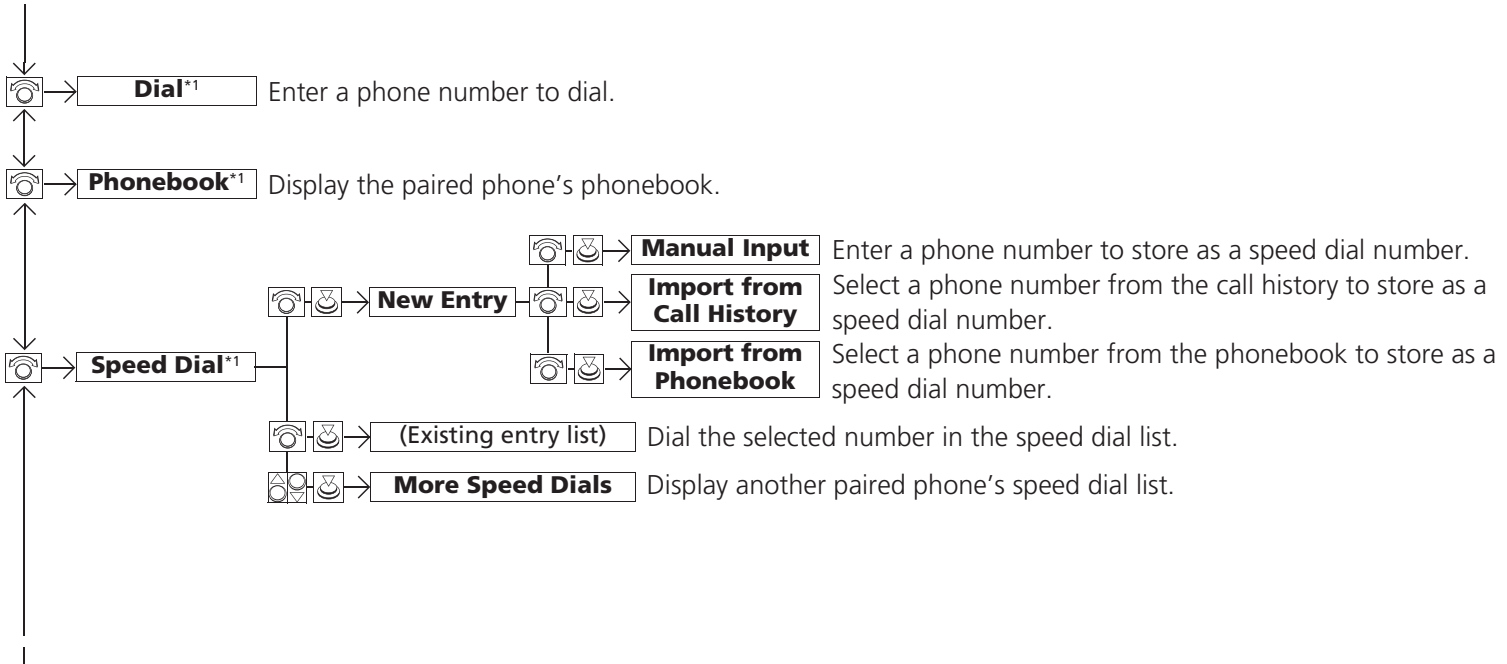 Dial*1 Enter a phone number to dial.
Phonebook*1 Display the paired phone’s phonebook.
Manual Input Enter a phone number to store as a speed dial number.
New Entry
Import from
Call History
Select a phone number from the call history to store as a
speed dial number.
Speed Dial*1
Import from
Phonebook
Select a phone number from the phonebook to store as a
speed dial number.
(Existing entry list) Dial the selected number in the speed dial list.
More Speed Dials Display another paired phone’s speed dial list.